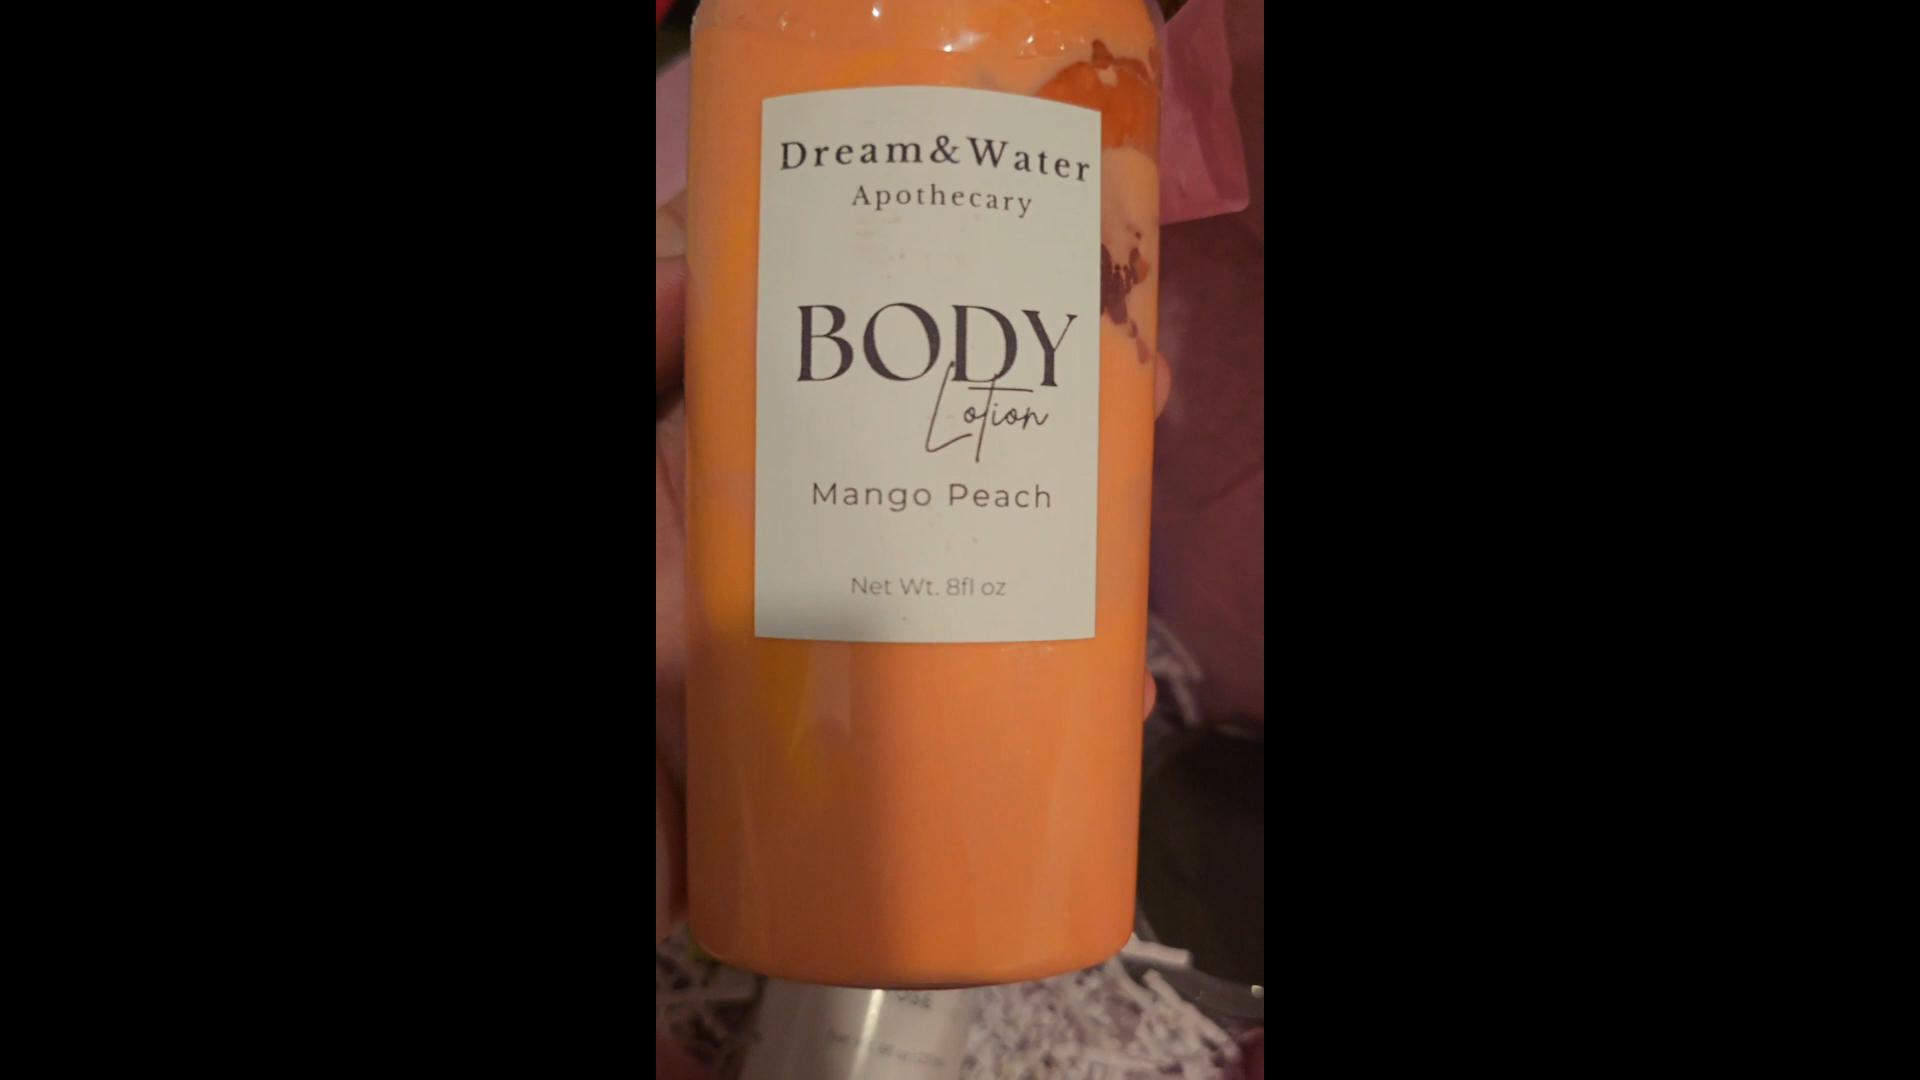 Dream&Water
Apothecary
BODY
Lotion
Mango Peach
Net Wt. 8fl oz